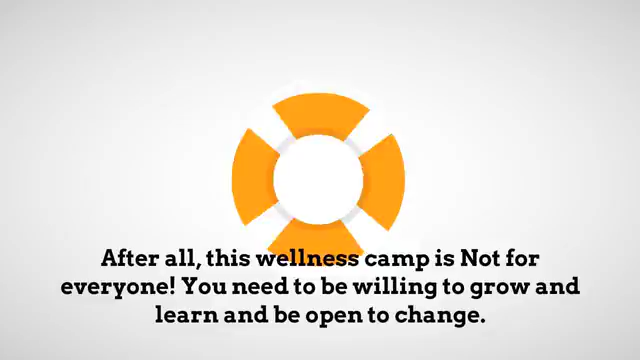 After all, this wellness camp is Not for
everyone! You need to be willing to grow and
learn and be open to change.